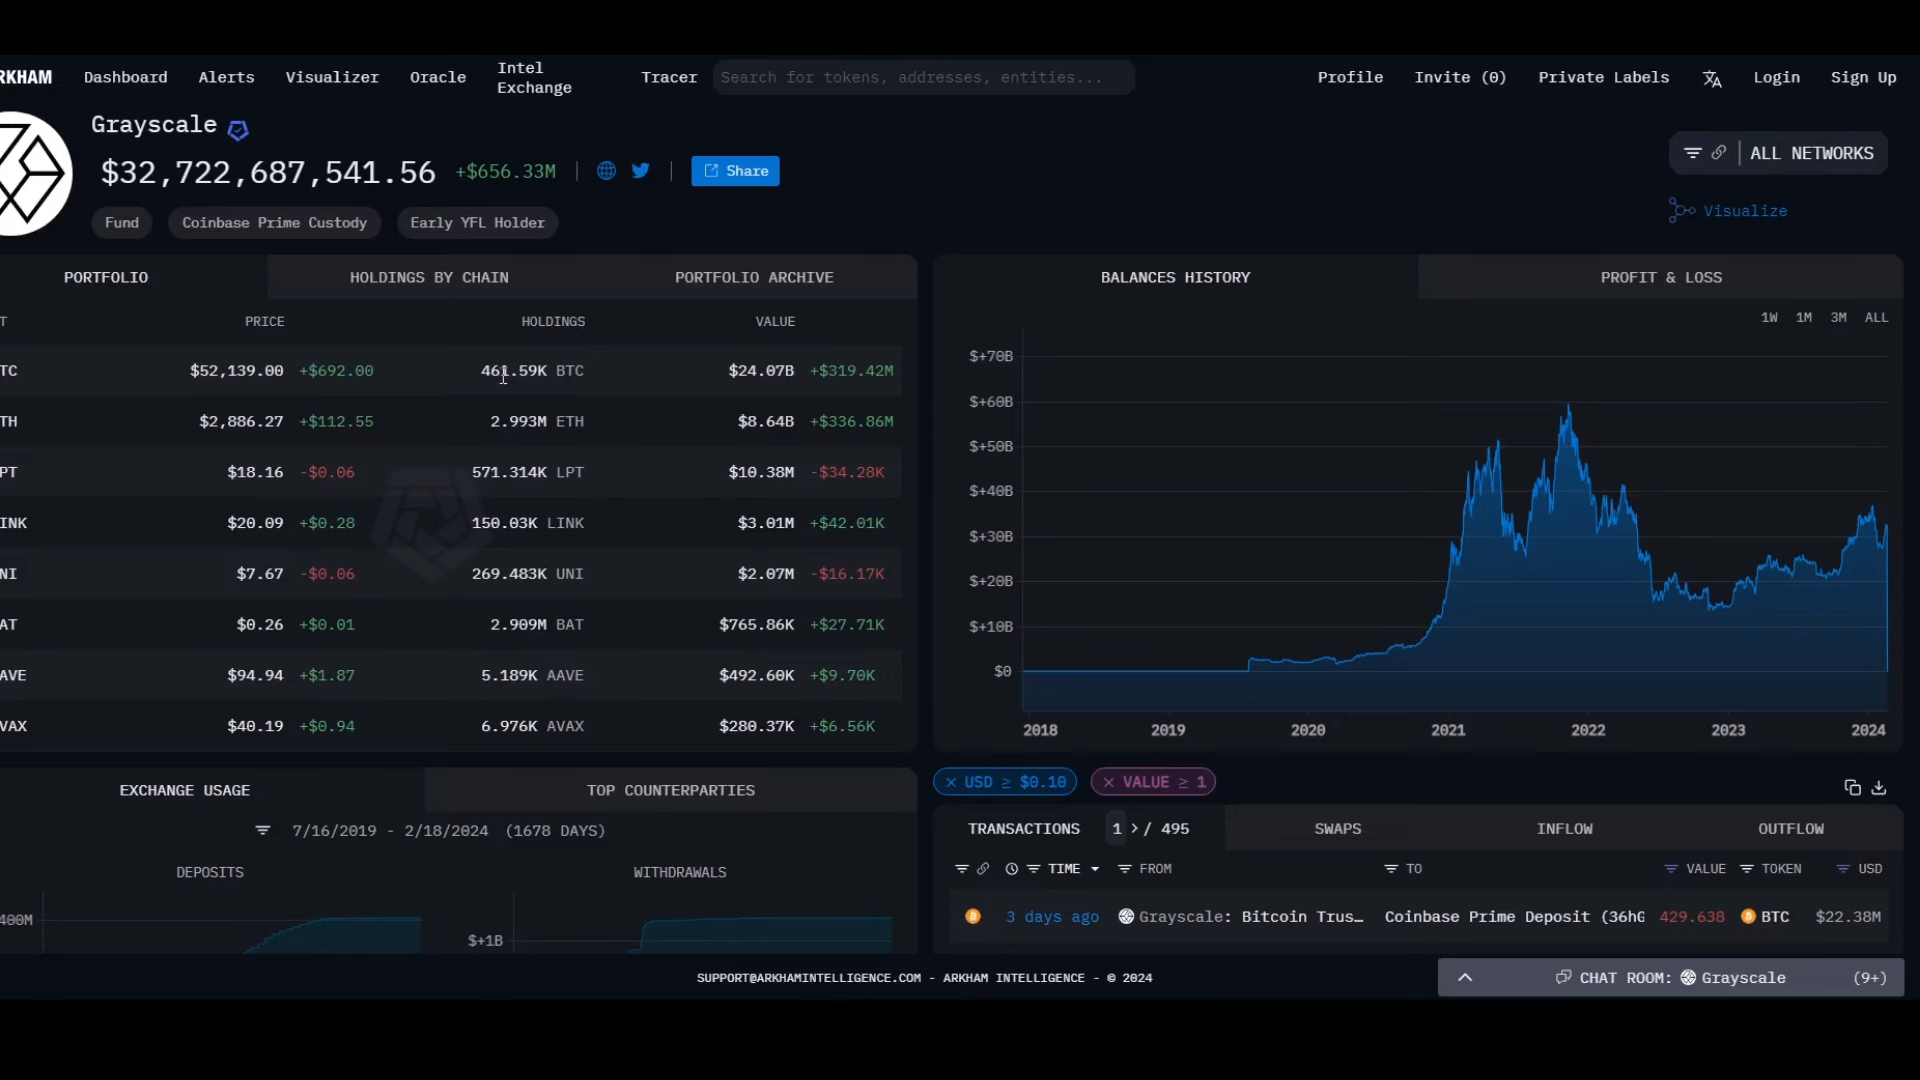 RKHAM Dashboard Alerts Visualizer Oracle Intel Exchange Tracer Search for tokens, addresses, entities... Profile Invite (0) Private Labels Login Sign Up
Grayscale
$32,722,687,541.56 +$656.33M Share
ALL NETWORKS
Visualize
Fund Coinbase Prime Custody Early YFL Holder
PORTFOLIO HOLDINGS BY CHAIN PORTFOLIO ARCHIVE
T PRICE HOLDINGS VALUE
TC $52,139.00 +$692.00 461.59K BTC $24.07B +$319.42M
TH $2,886.27 +$112.55 2.993M ETH $8.64B +$336.86M
PT $18.16 -$0.06 571.314K LPT $10.38M -$34.28K
INK $20.09 +$0.28 150.03K LINK $3.01M +$42.01K
NI $7.67 -$0.06 269.483K UNI $2.07M -$16.17K
AT $0.26 +$0.01 2.909M BAT $765.86K +$27.71K
AVE $94.94 +$1.87 5.189K AAVE $492.60K +$9.70K
VAX $40.19 +$0.94 6.976K AVAX $280.37K +$6.56K
BALANCES HISTORY PROFIT & LOSS
1W 1M 3M ALL
$+70B
$+60B
$+50B
$+40B
$+30B
$+20B
$+10B
$0
2018 2019 2020 2021 2022 2023 2024
EXCHANGE USAGE TOP COUNTERPARTIES
7/16/2019 - 2/18/2024 (1678 DAYS)
DEPOSITS WITHDRAWALS
400M
$+1B
USD ≥ $0.10 VALUE ≥ 1
TRANSACTIONS 1 > / 495 SWAPS INFLOW OUTFLOW
TIME FROM TO VALUE TOKEN USD
3 days ago Grayscale: Bitcoin Trus… Coinbase Prime Deposit (36hG 429.638 BTC $22.38M
SUPPORT@ARKHAMINTELLIGENCE.COM - ARKHAM INTELLIGENCE - © 2024
CHAT ROOM: Grayscale (9+)